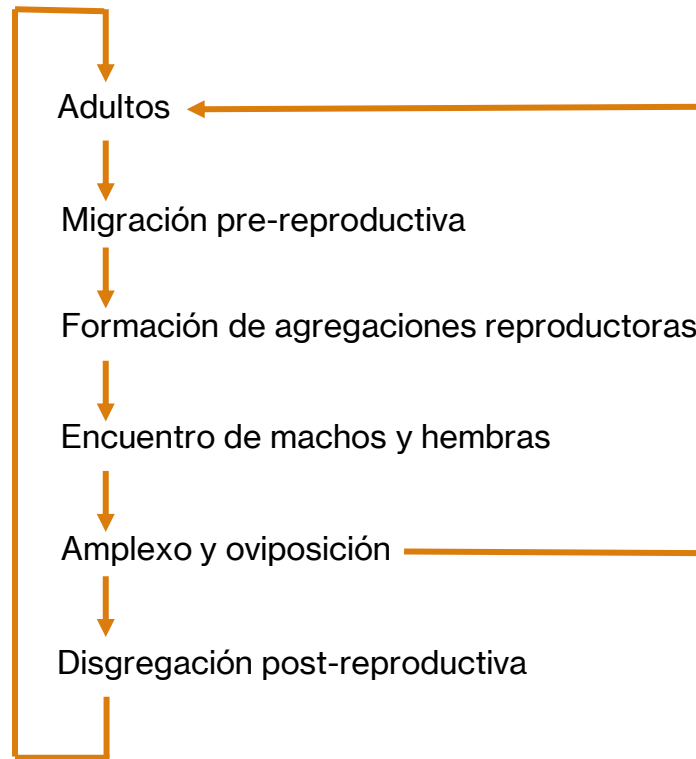 Adultos
Migración pre-reproductiva
Formación de agregaciones reproductoras
Encuentro de machos y hembras
Amplexo y oviposición
Disgregación post-reproductiva